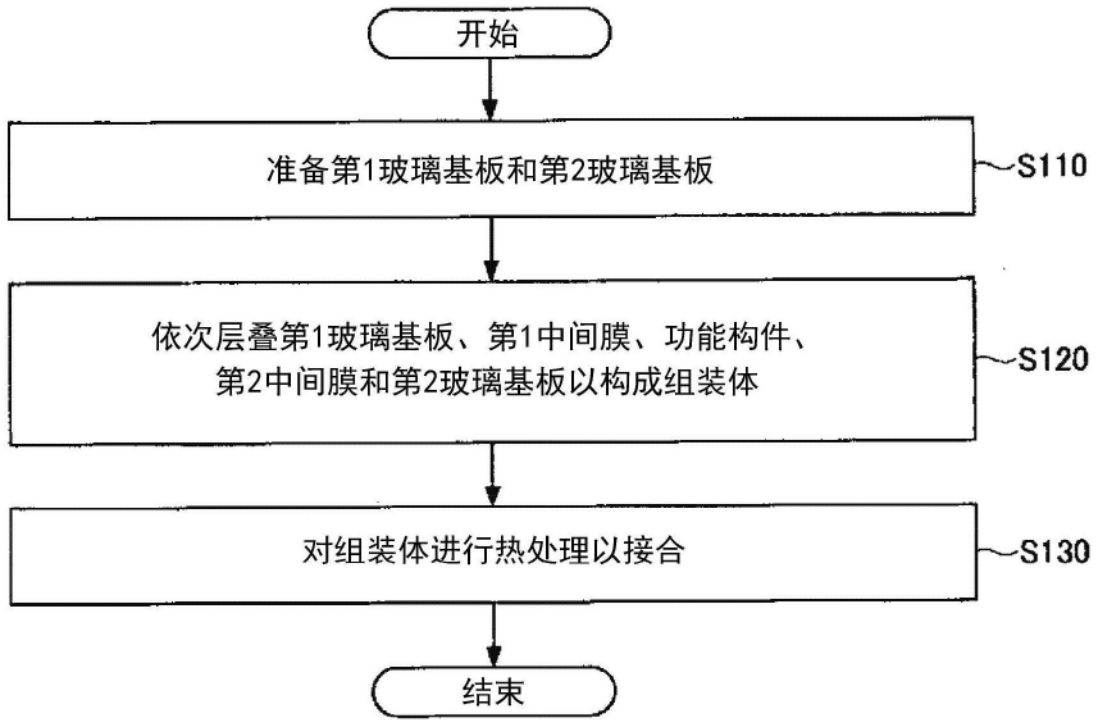 开始
准备第1玻璃基板和第2玻璃基板
S110
依次层叠第1玻璃基板、第1中间膜、功能构件、
第2中间膜和第2玻璃基板以构成组装体
S120
对组装体进行热处理以接合
S130
结束